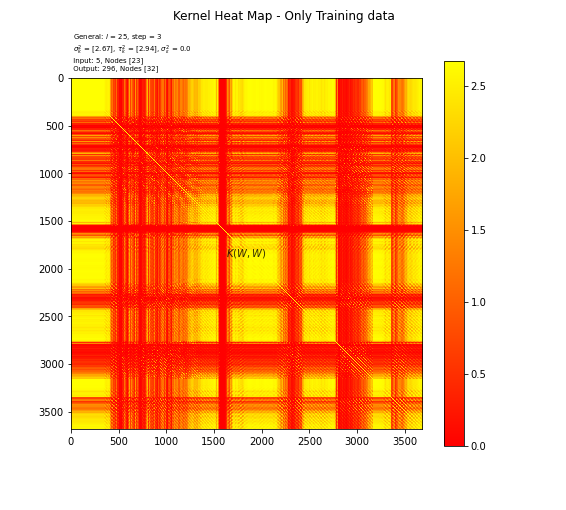 Kernel Heat Map - Only Training data
General: l = 25, step = 3
σ_k^2 = [2.67], τ_k^2 = [2.94], σ_ε^2 = 0.0
Input: 5, Nodes [23]
Output: 296, Nodes [32]
0
500
1000
1500
2000
2500
3000
3500
K(W, W)
0 500 1000 1500 2000 2500 3000 3500
2.5
2.0
1.5
1.0
0.5
0.0